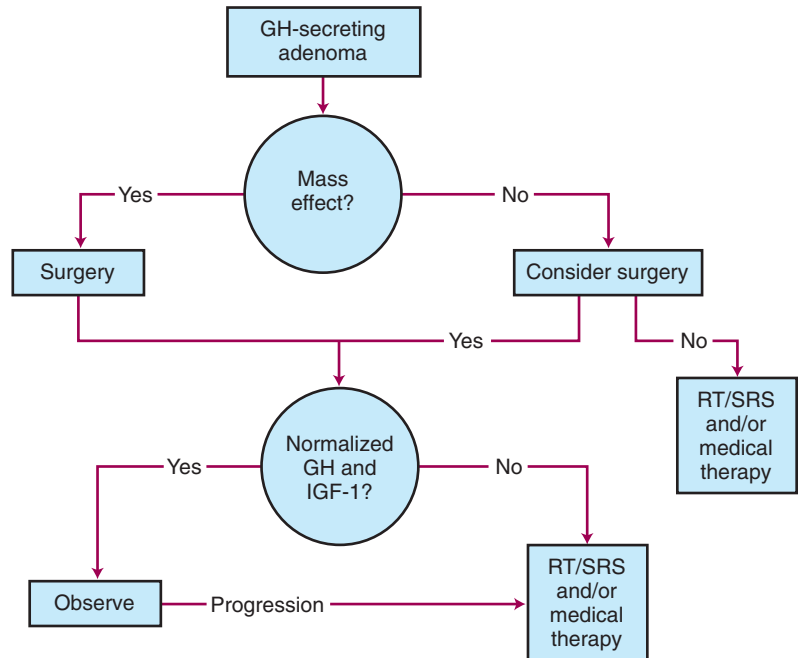 GH-secreting
adenoma
Mass
effect?
Yes
No
Surgery
Consider surgery
Yes
No
RT/SRS
and/or
medical
therapy
Normalized
GH and
IGF-1?
Yes
No
Observe
Progression
RT/SRS
and/or
medical
therapy